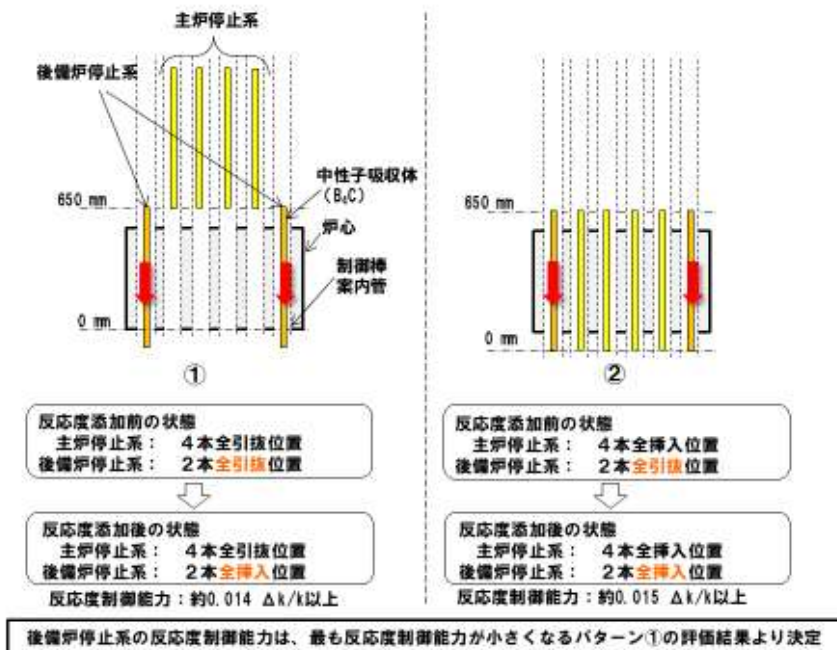 主炉停止系
後備炉停止系
中性子吸収体
(B₄C)
650 mm
炉心
制御棒
案内管
0 mm
①
反応度添加前の状態
主炉停止系： 4本全引抜位置
後備炉停止系： 2本全引抜位置
反応度添加後の状態
主炉停止系： 4本全引抜位置
後備炉停止系： 2本全挿入位置
反応度制御能力：約0.014 Δk/k以上
650 mm
0 mm
②
反応度添加前の状態
主炉停止系： 4本全挿入位置
後備炉停止系： 2本全引抜位置
反応度添加後の状態
主炉停止系： 4本全挿入位置
後備炉停止系： 2本全挿入位置
反応度制御能力：約0.015 Δk/k以上
後備炉停止系の反応度制御能力は、最も反応度制御能力が小さくなるパターン①の評価結果より決定